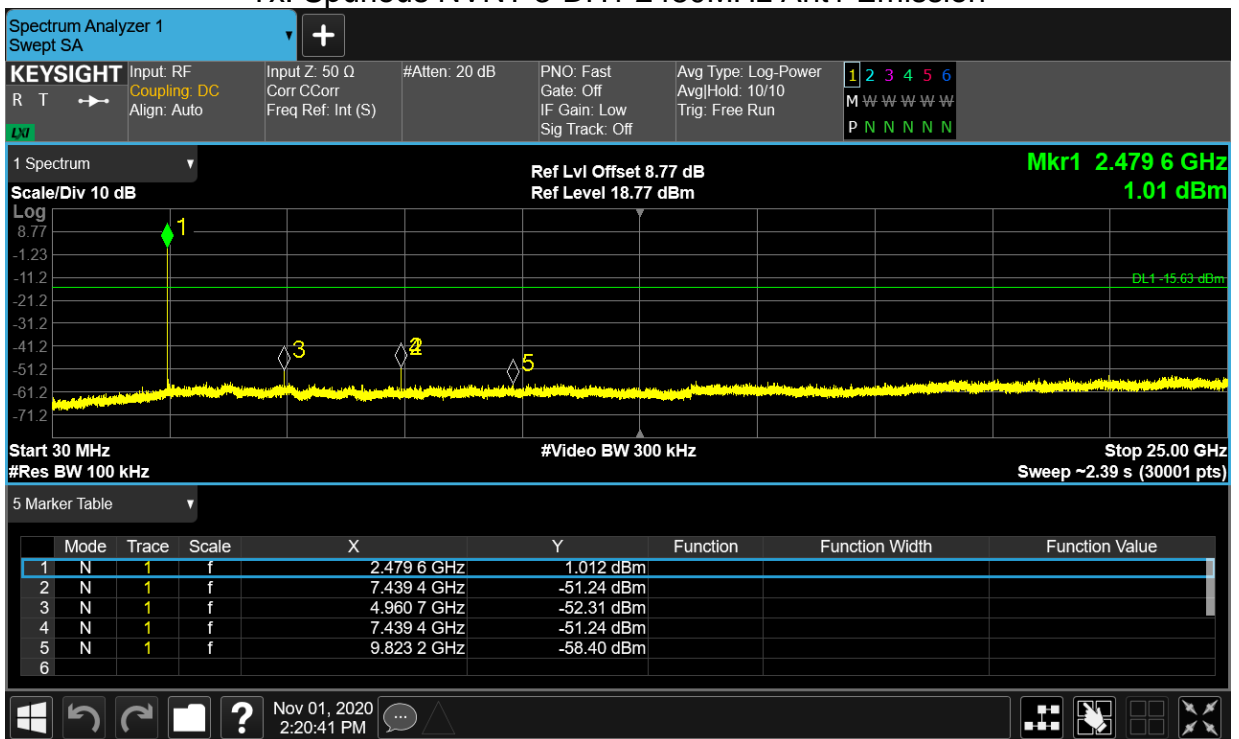 Spectrum Analyzer 1
Swept SA
KEYSIGHT
R T
LXI
Input: RF
Coupling: DC
Align: Auto
Input Z: 50 Ω
Corr CCorr
Freq Ref: Int (S)
#Atten: 20 dB
PNO: Fast
Gate: Off
IF Gain: Low
Sig Track: Off
Avg Type: Log-Power
Avg|Hold: 10/10
Trig: Free Run
1 2 3 4 5 6
M W W W W W
P N N N N N
1 Spectrum
Scale/Div 10 dB
Ref Lvl Offset 8.77 dB
Ref Level 18.77 dBm
Mkr1 2.479 6 GHz
1.01 dBm
Log
8.77
-1.23
-11.2
-21.2
-31.2
-41.2
-51.2
-61.2
-71.2
1
DL1 -15.63 dBm
3
5
Start 30 MHz
#Res BW 100 kHz
#Video BW 300 kHz
Stop 25.00 GHz
Sweep ~2.39 s (30001 pts)
5 Marker Table
Mode Trace Scale X Y Function Function Width Function Value
1 N 1 f 2.479 6 GHz 1.012 dBm
2 N 1 f 7.439 4 GHz -51.24 dBm
3 N 1 f 4.960 7 GHz -52.31 dBm
4 N 1 f 7.439 4 GHz -51.24 dBm
5 N 1 f 9.823 2 GHz -58.40 dBm
6
?
Nov 01, 2020
2:20:41 PM